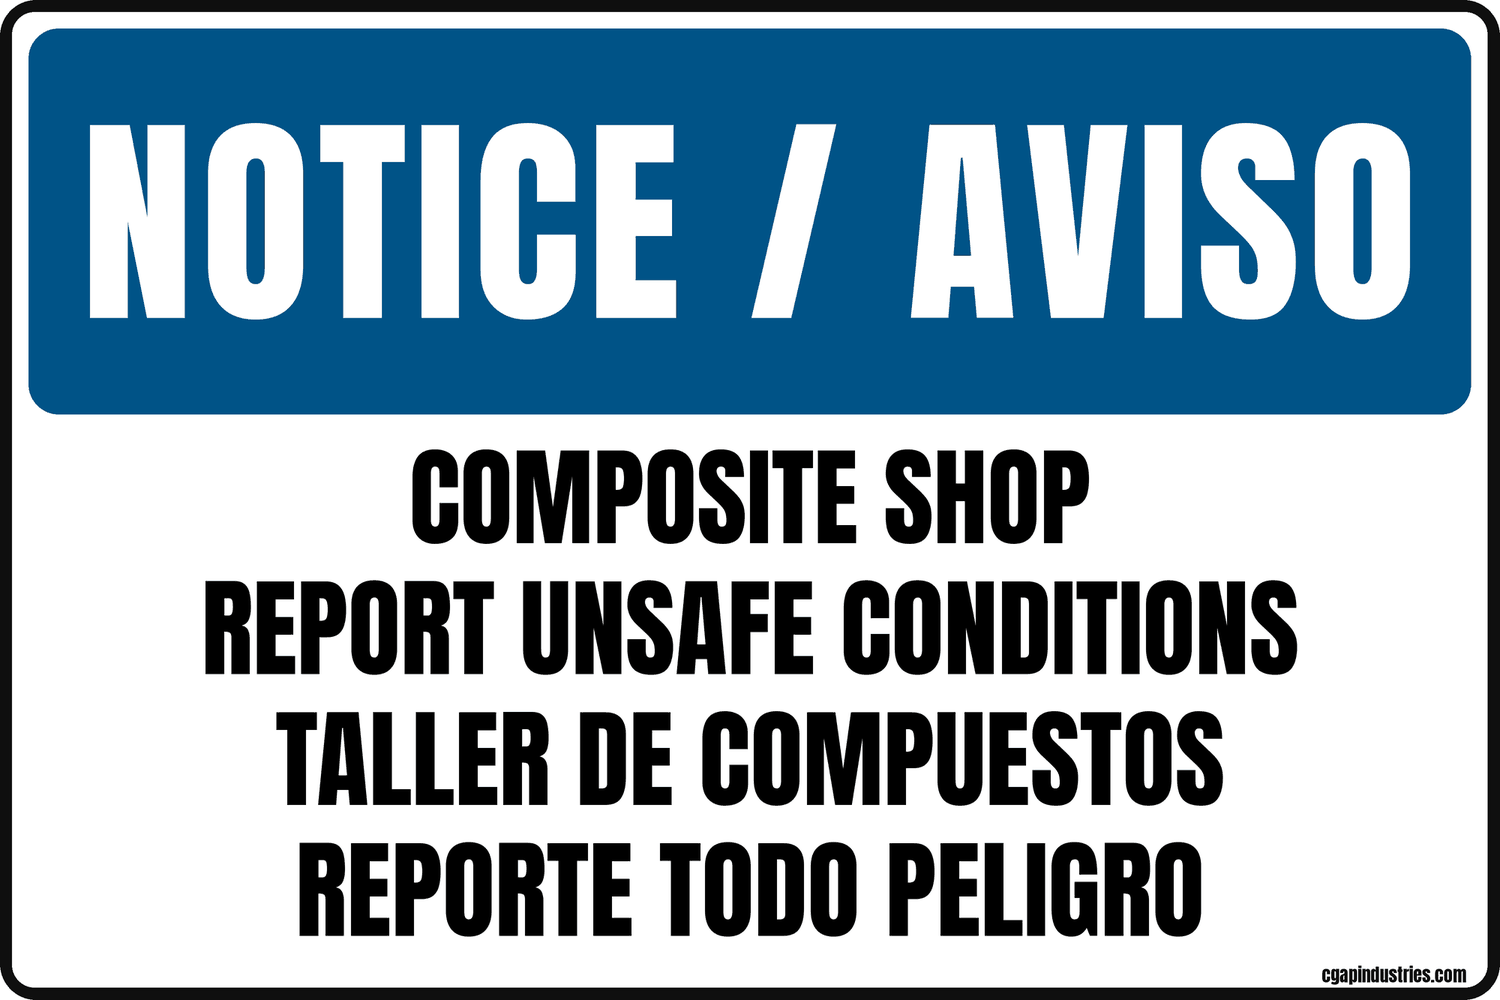 NOTICE / AVISO
COMPOSITE SHOP
REPORT UNSAFE CONDITIONS
TALLER DE COMPUESTOS
REPORTE TODO PELIGRO
cgapindustries.com